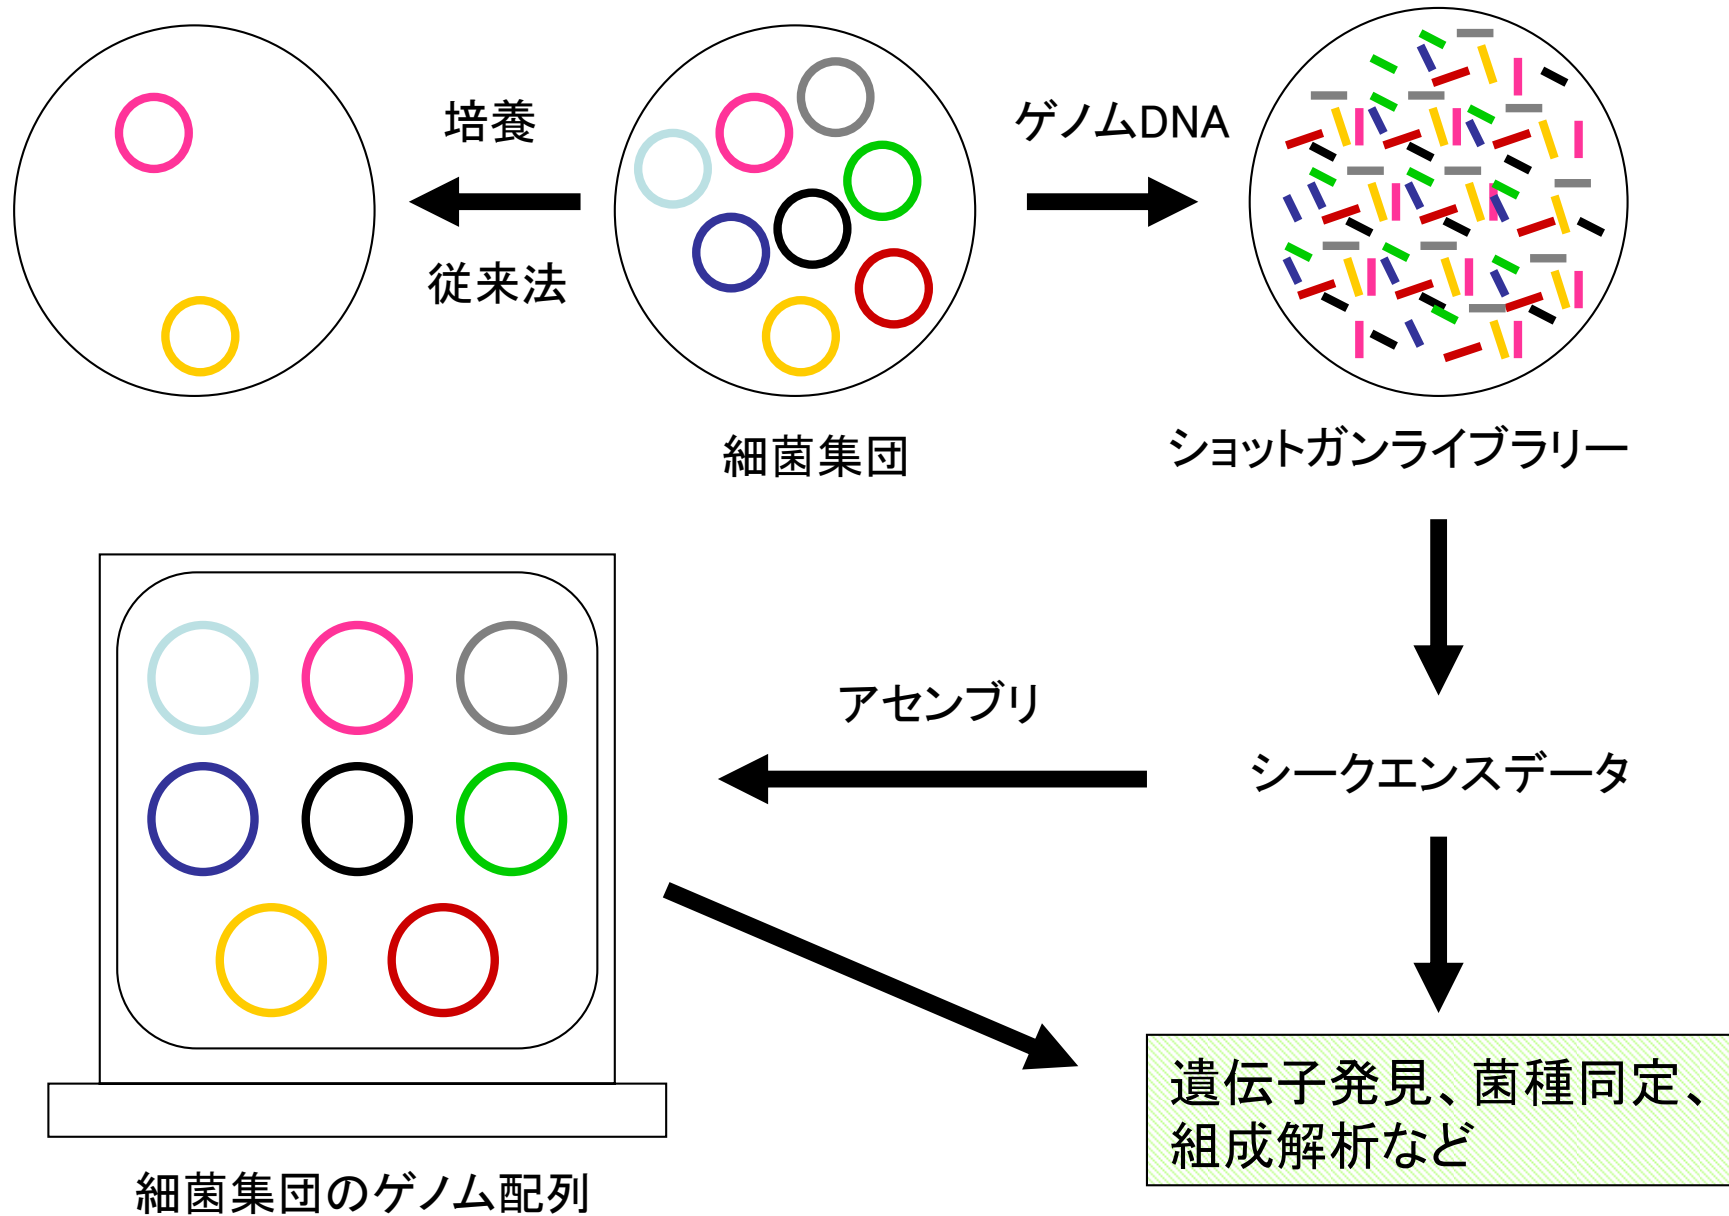 培養
従来法
細菌集団
ゲノムDNA
ショットガンライブラリー
アセンブリ
シークエンスデータ
細菌集団のゲノム配列
遺伝子発見、菌種同定、
組成解析など